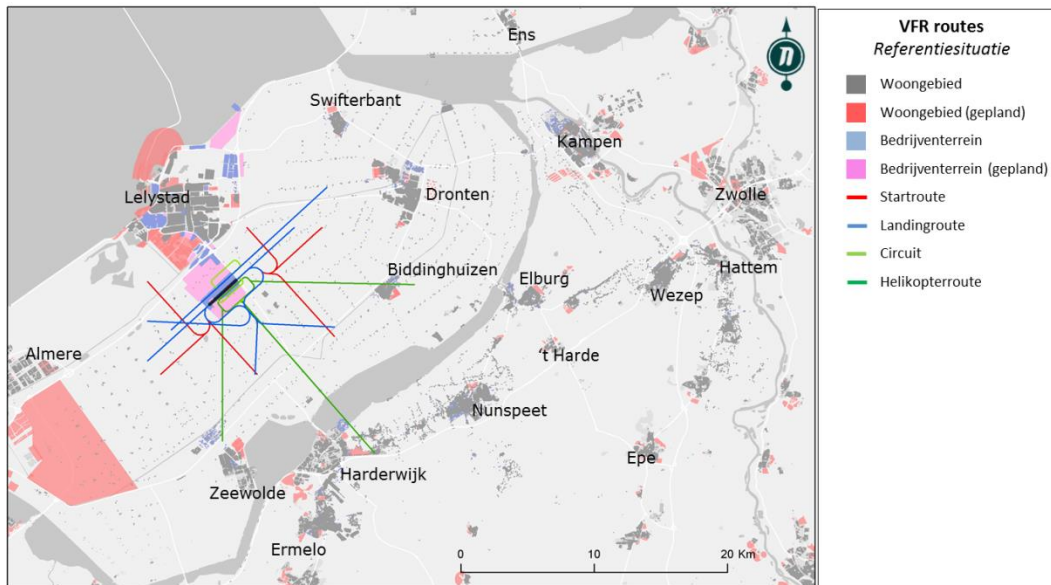 Ens
Swifterbant
Kampen
Lelystad
Dronten
Zwolle
Biddinghuizen
Elburg
Hattem
Wezep
Almere
't Harde
Nunspeet
Epe
Harderwijk
Zeewolde
Ermelo
0 10 20 Km
N
VFR routes
Referentiesituatie
Woongebied
Woongebied (gepland)
Bedrijventerrein
Bedrijventerrein (gepland)
Startroute
Landingroute
Circuit
Helikopterroute